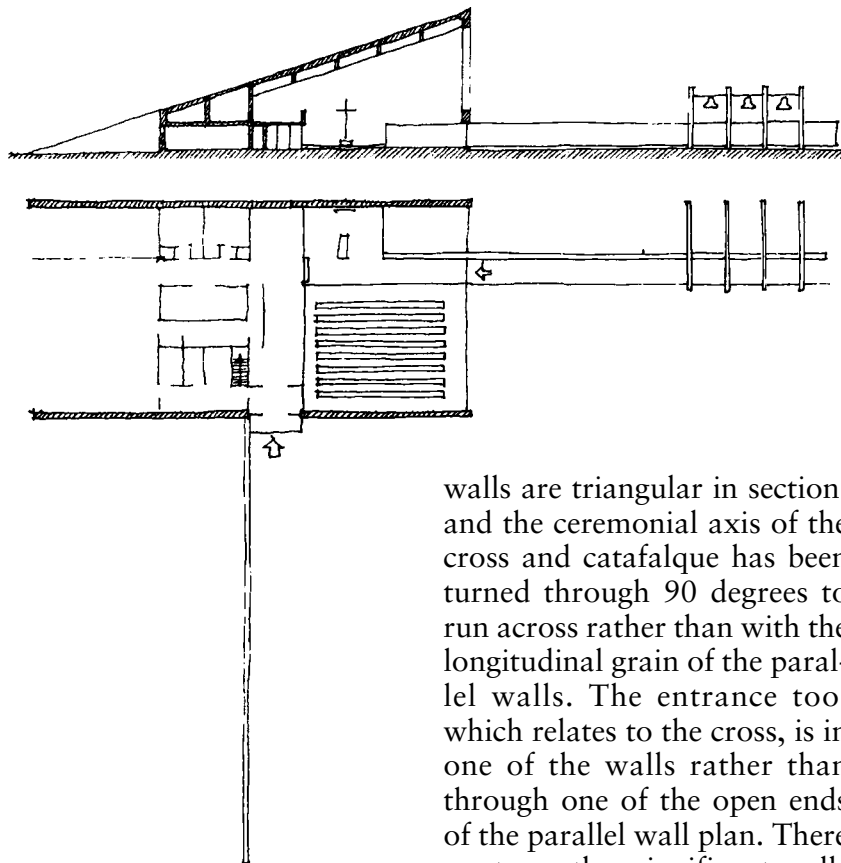 walls are triangular in section
and the ceremonial axis of the
cross and catafalque has been
turned through 90 degrees to
run across rather than with the
longitudinal grain of the paral-
lel walls. The entrance too
which relates to the cross, is in
one of the walls rather than
through one of the open ends
of the parallel wall plan. There